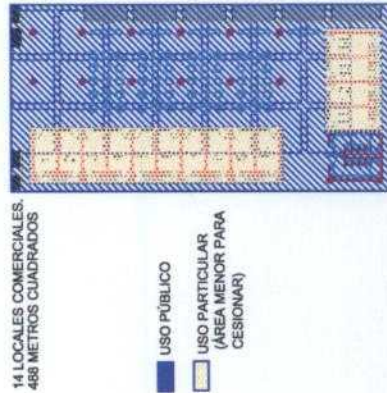 14 LOCALES COMERCIALES.
488 METROS CUADRADOS
USO PÚBLICO
USO PARTICULAR
(ÁREA MENOR PARA
CESIONAR)